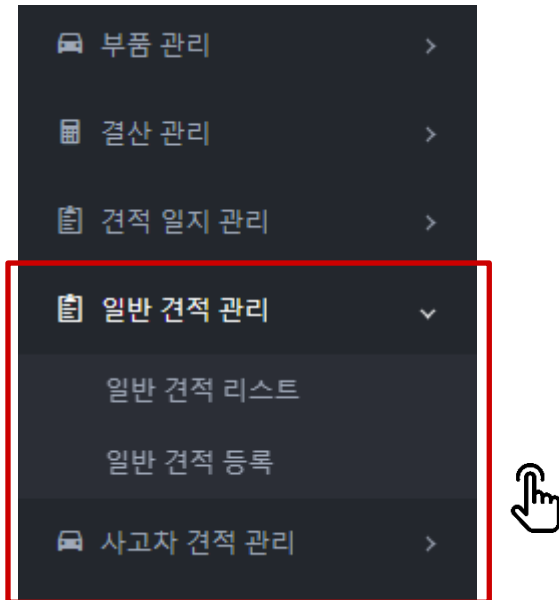 부품 관리
결산 관리
견적 일지 관리
일반 견적 관리
일반 견적 리스트
일반 견적 등록
사고차 견적 관리